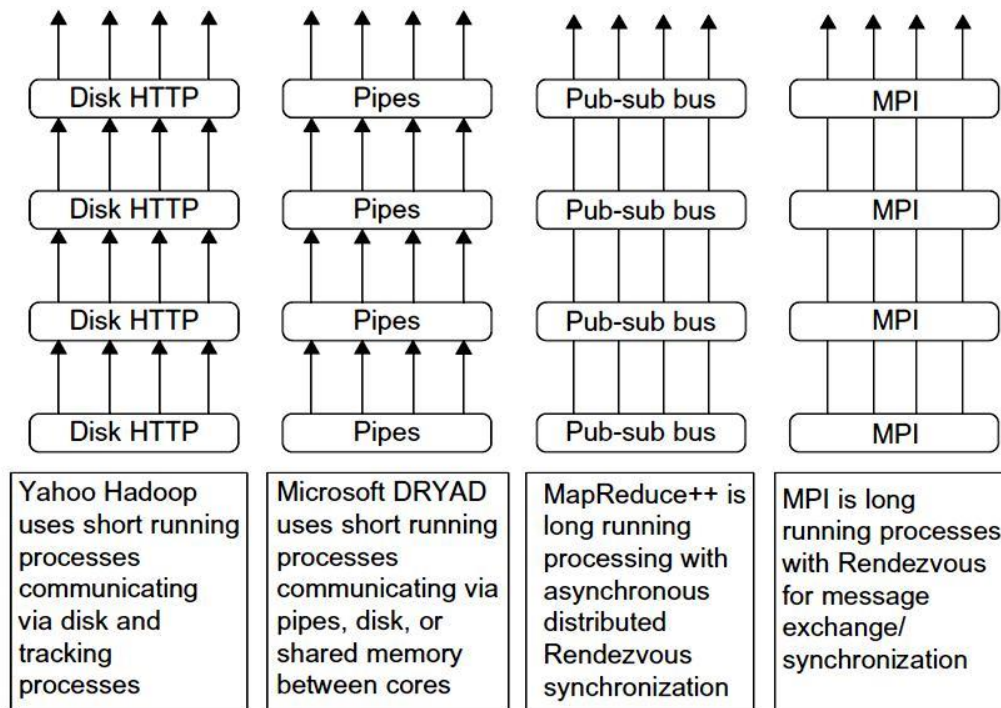 Disk HTTP
Pipes
Pub-sub bus
MPI
Disk HTTP
Pipes
Pub-sub bus
MPI
Disk HTTP
Pipes
Pub-sub bus
MPI
Disk HTTP
Pipes
Pub-sub bus
MPI
Yahoo Hadoop
uses short running
processes
communicating
via disk and
tracking
processes
Microsoft DRYAD
uses short running
processes
communicating via
pipes, disk, or
shared memory
between cores
MapReduce++ is
long running
processing with
asynchronous
distributed
Rendezvous
synchronization
MPI is long
running processes
with Rendezvous
for message
exchange/
synchronization